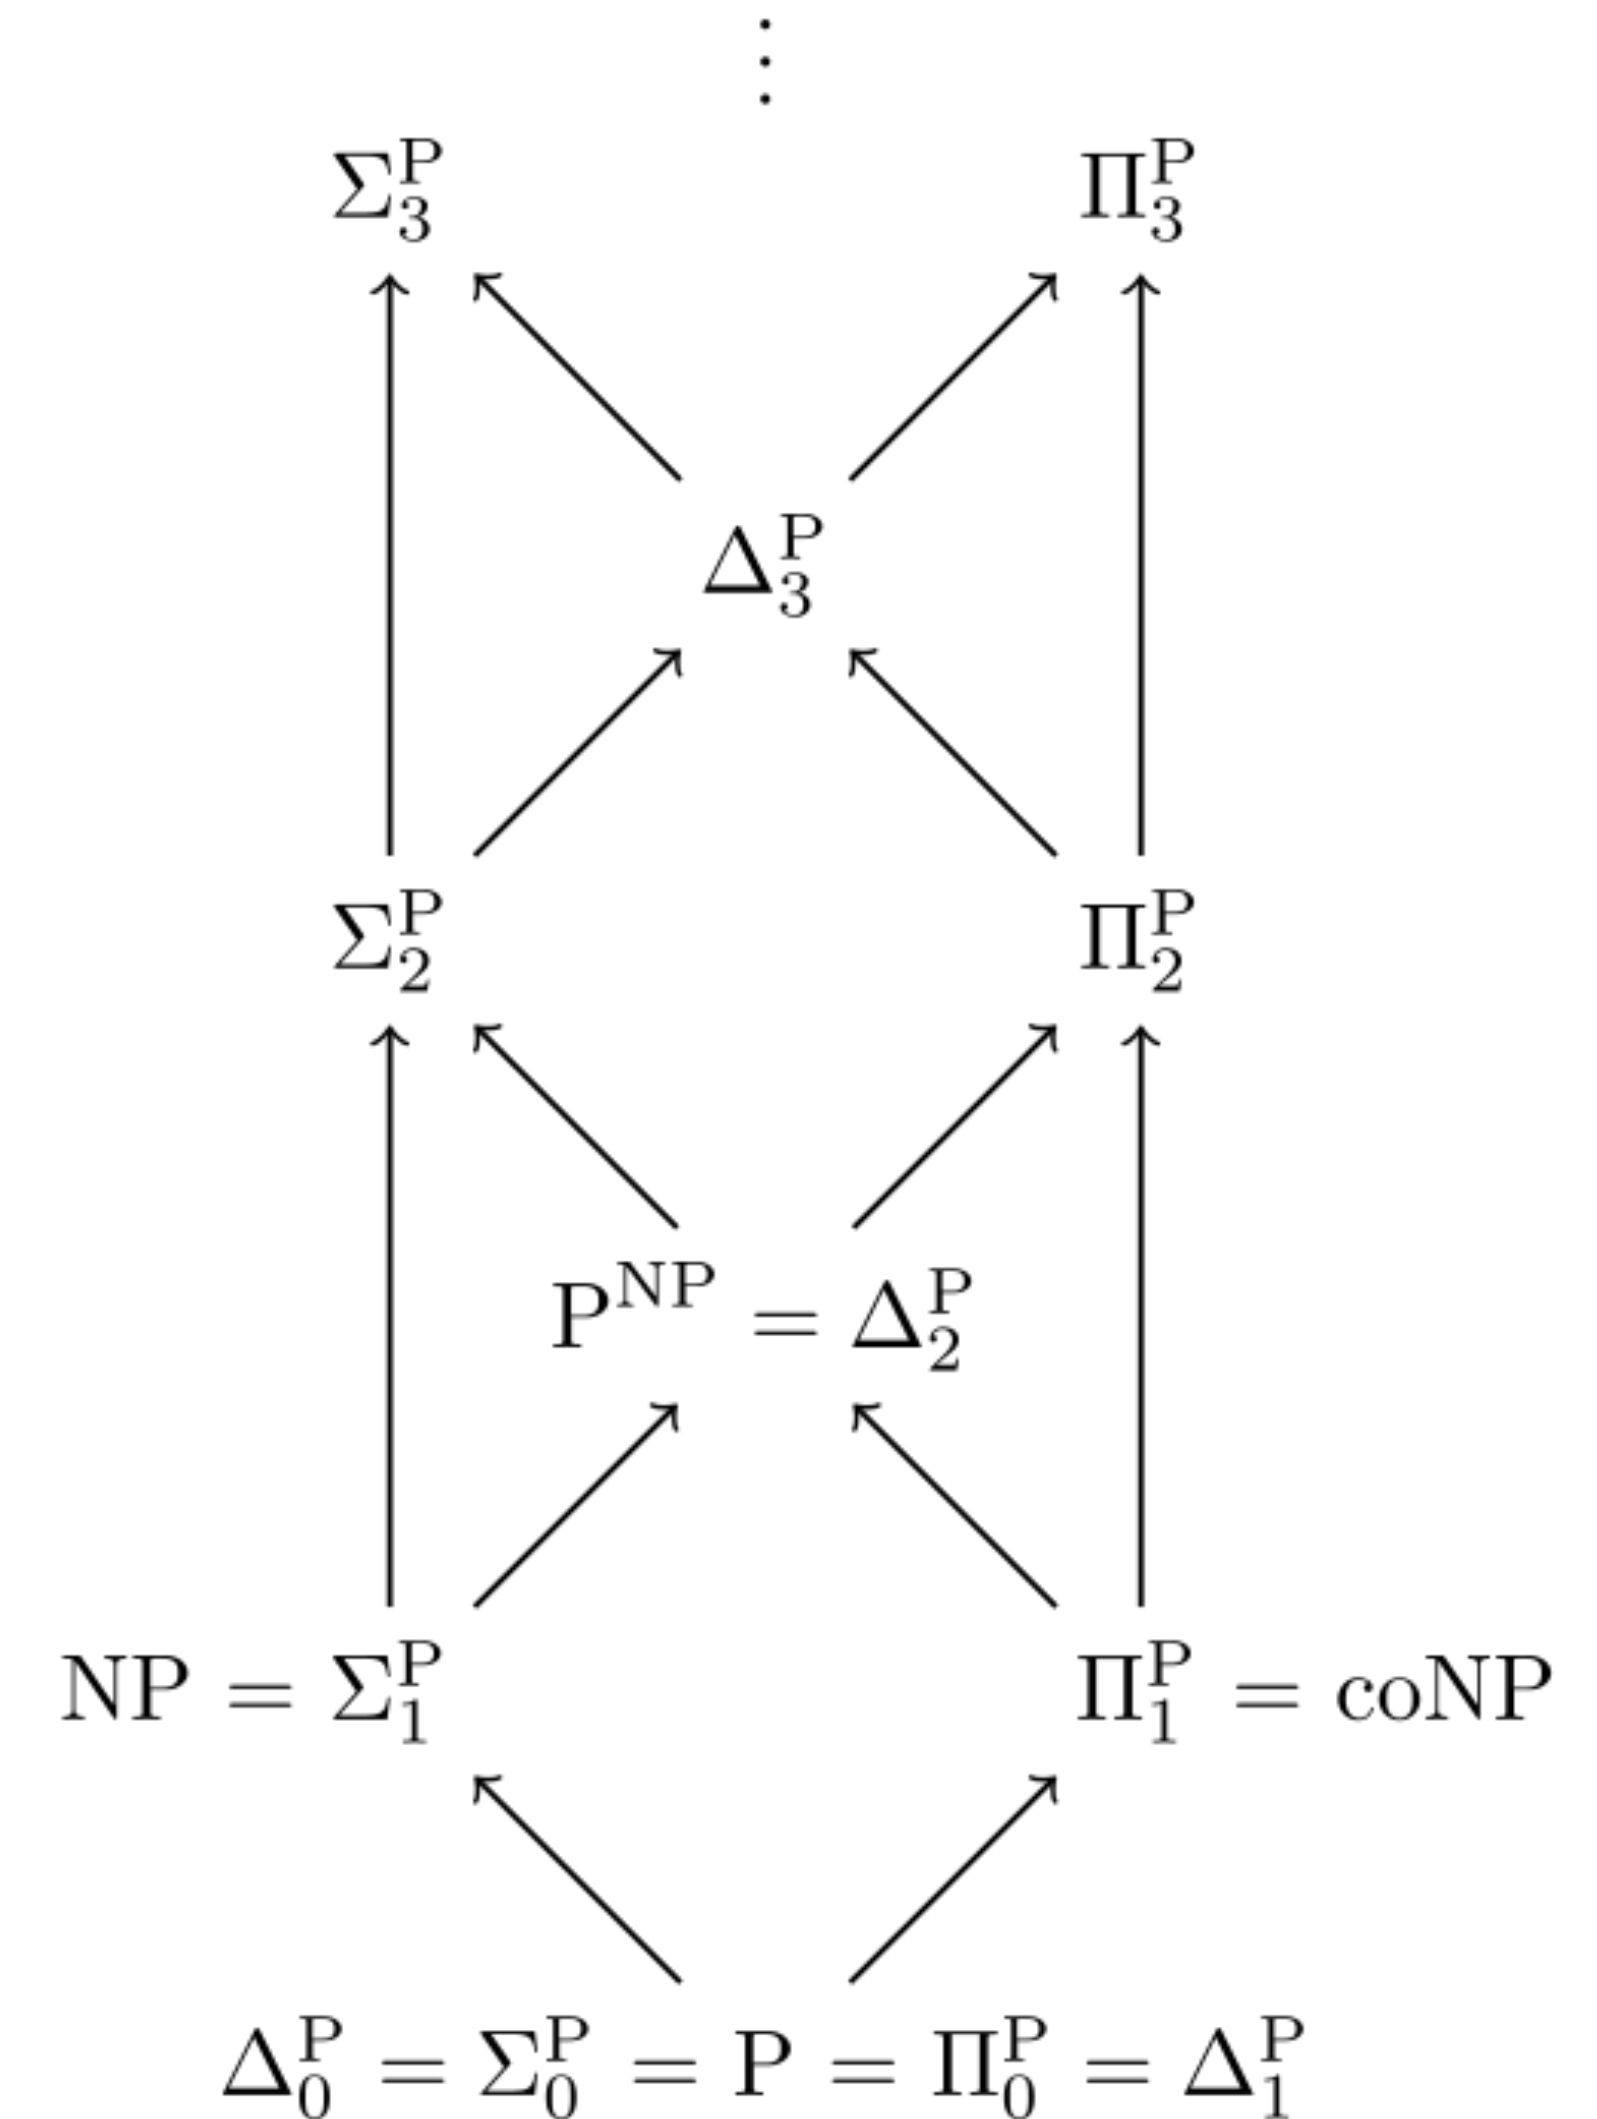 ⋮
Σ₃ᴾ Π₃ᴾ
Δ₃ᴾ
Σ₂ᴾ Π₂ᴾ
Pᴺᴾ = Δ₂ᴾ
NP = Σ₁ᴾ Π₁ᴾ = coNP
Δ₀ᴾ = Σ₀ᴾ = P = Π₀ᴾ = Δ₁ᴾ